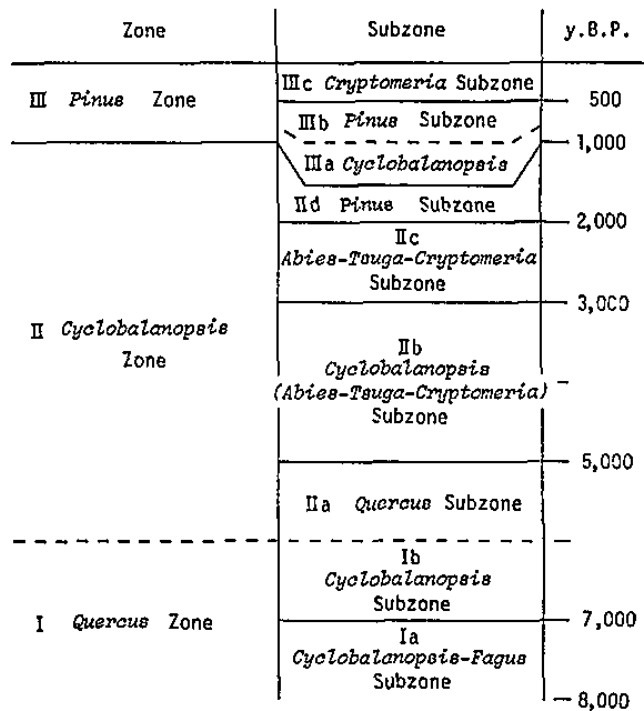 Zone Subzone y.B.P.
IIIc Cryptomeria Subzone
III Pinus Zone
500
IIIb Pinus Subzone
1,000
IIIa Cyclobalanopsis
IId Pinus Subzone
2,000
IIc
Abies-Tsuga-Cryptomeria
Subzone
3,000
II Cyclobalanopsis
Zone
IIb
Cyclobalanopsis
(Abies-Tsuga-Cryptomeria)
Subzone
5,000
IIa Quercus Subzone
Ib
Cyclobalanopsis
Subzone
I Quercus Zone
7,000
Ia
Cyclobalanopsis-Fagus
Subzone
8,000